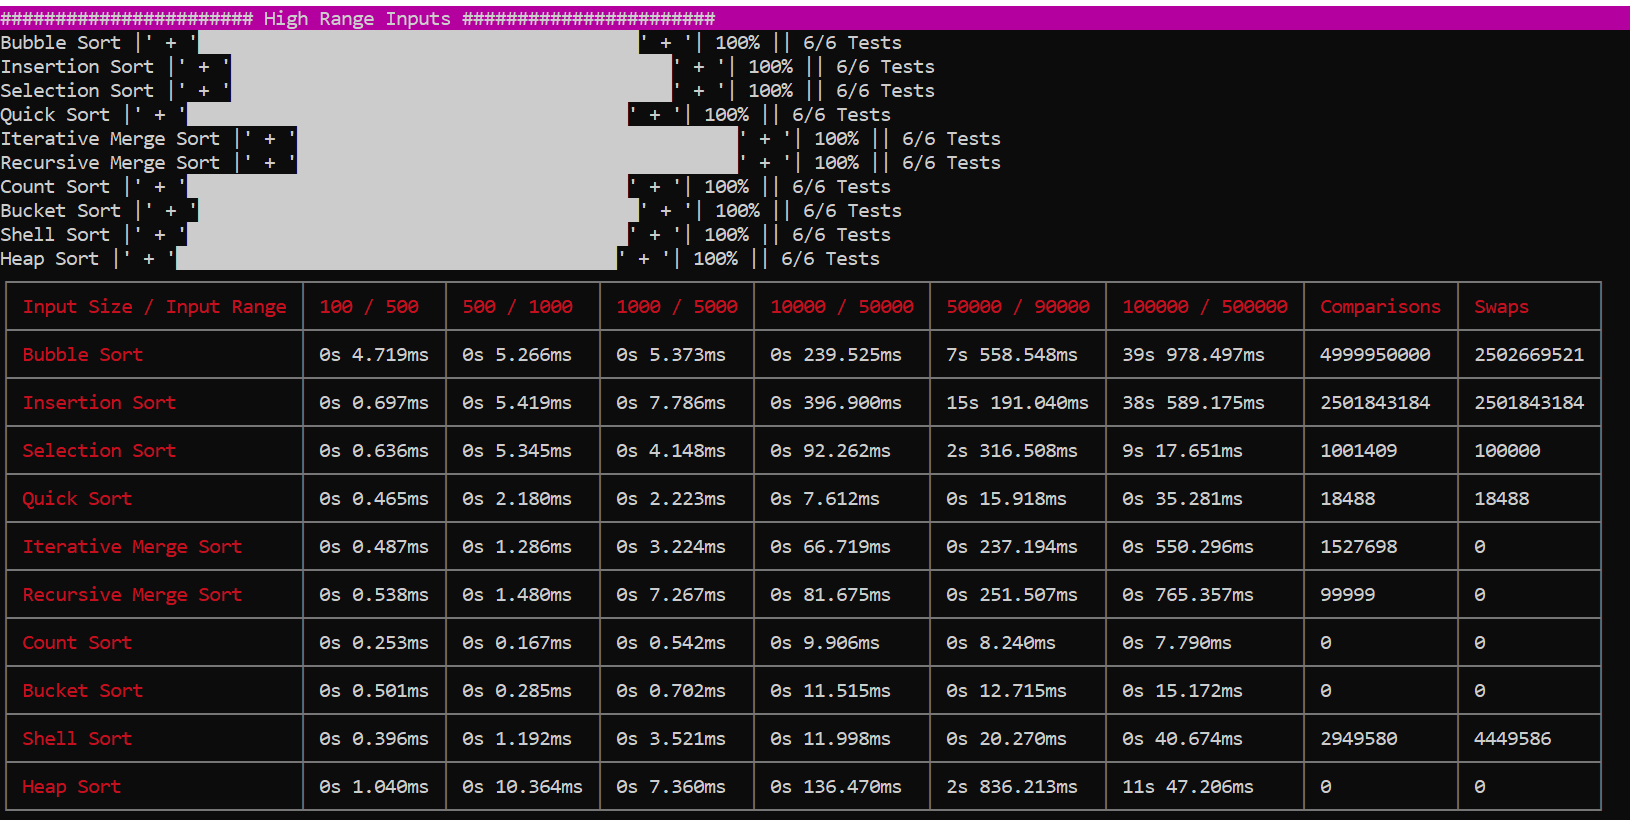 ####################### High Range Inputs #######################
Bubble Sort |' + '' + '| 100% || 6/6 Tests
Insertion Sort |' + '' + '| 100% || 6/6 Tests
Selection Sort |' + '' + '| 100% || 6/6 Tests
Quick Sort |' + '' + '| 100% || 6/6 Tests
Iterative Merge Sort |' + '' + '| 100% || 6/6 Tests
Recursive Merge Sort |' + '' + '| 100% || 6/6 Tests
Count Sort |' + '' + '| 100% || 6/6 Tests
Bucket Sort |' + '' + '| 100% || 6/6 Tests
Shell Sort |' + '' + '| 100% || 6/6 Tests
Heap Sort |' + '' + '| 100% || 6/6 Tests
Input Size / Input Range 100 / 500 500 / 1000 1000 / 5000 10000 / 50000 50000 / 90000 100000 / 500000 Comparisons Swaps
Bubble Sort 0s 4.719ms 0s 5.266ms 0s 5.373ms 0s 239.525ms 7s 558.548ms 39s 978.497ms 4999950000 2502669521
Insertion Sort 0s 0.697ms 0s 5.419ms 0s 7.786ms 0s 396.900ms 15s 191.040ms 38s 589.175ms 2501843184 2501843184
Selection Sort 0s 0.636ms 0s 5.345ms 0s 4.148ms 0s 92.262ms 2s 316.508ms 9s 17.651ms 1001409 100000
Quick Sort 0s 0.465ms 0s 2.180ms 0s 2.223ms 0s 7.612ms 0s 15.918ms 0s 35.281ms 18488 18488
Iterative Merge Sort 0s 0.487ms 0s 1.286ms 0s 3.224ms 0s 66.719ms 0s 237.194ms 0s 550.296ms 1527698 0
Recursive Merge Sort 0s 0.538ms 0s 1.480ms 0s 7.267ms 0s 81.675ms 0s 251.507ms 0s 765.357ms 99999 0
Count Sort 0s 0.253ms 0s 0.167ms 0s 0.542ms 0s 9.906ms 0s 8.240ms 0s 7.790ms 0 0
Bucket Sort 0s 0.501ms 0s 0.285ms 0s 0.702ms 0s 11.515ms 0s 12.715ms 0s 15.172ms 0 0
Shell Sort 0s 0.396ms 0s 1.192ms 0s 3.521ms 0s 11.998ms 0s 20.270ms 0s 40.674ms 2949580 4449586
Heap Sort 0s 1.040ms 0s 10.364ms 0s 7.360ms 0s 136.470ms 2s 836.213ms 11s 47.206ms 0 0